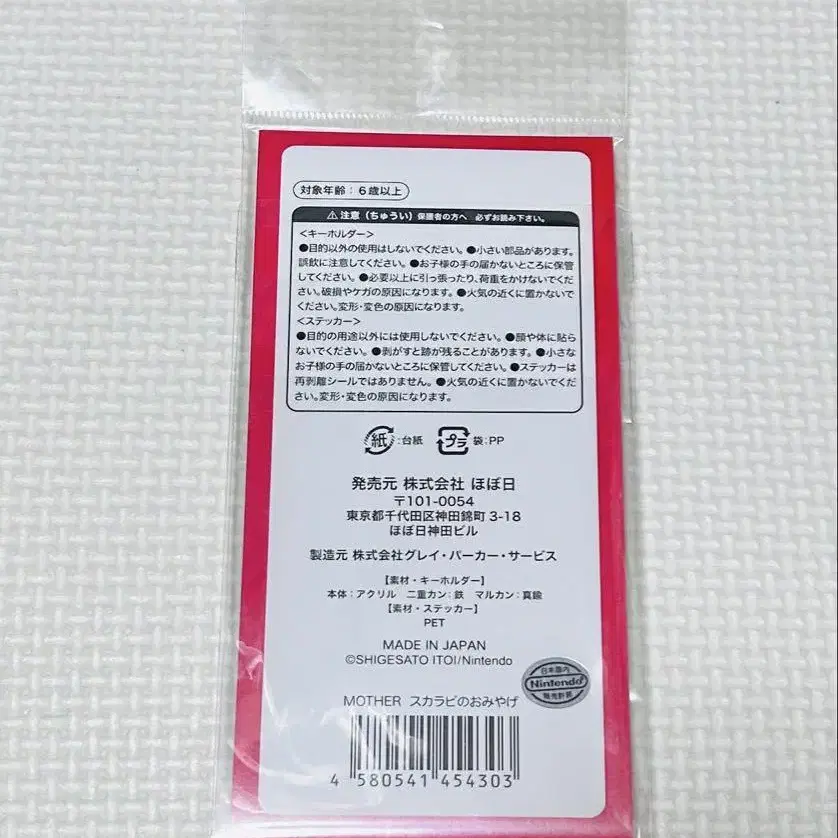 対象年齢：6歳以上
⚠注意（ちゅうい）保護者の方へ　必ずお読み下さい。
＜キーホルダー＞
●目的以外の使用はしないでください。●小さい部品があります。
誤飲に注意してください。●お子様の手の届かないところに保管
してください。●必要以上に引っ張ったり、荷重をかけないでくだ
さい。破損やケガの原因になります。●火気の近くに置かないで
ください。変形・変色の原因になります。
＜ステッカー＞
●目的の用途以外には使用しないでください。●顔や体に貼ら
ないでください。●剥がすと跡が残ることがあります。●小さな
お子様の手の届かないところに保管してください。●ステッカーは
再剥離シールではありません。●火気の近くに置かないでくだ
さい。変形・変色の原因になります。
紙：台紙 プラ 袋：PP
発売元 株式会社 ほぼ日
〒101-0054
東京都千代田区神田錦町 3-18
ほぼ日神田ビル
製造元 株式会社グレイ・パーカー・サービス
【素材・キーホルダー】
本体：アクリル　二重カン：鉄　マルカン：真鍮
【素材・ステッカー】
PET
MADE IN JAPAN
©SHIGESATO ITOI/Nintendo
日本国内
Nintendo
販売許諾
MOTHER スカラビのおみやげ
4 580541 454303